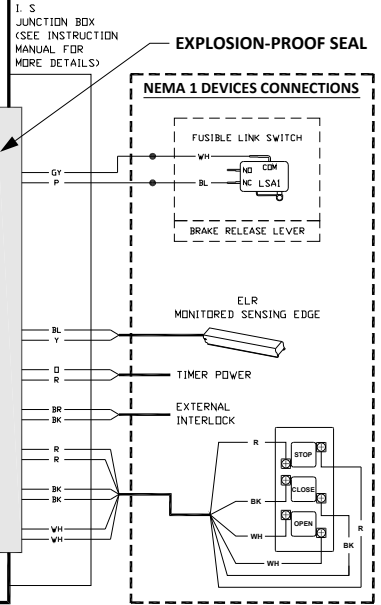 I. S
JUNCTION BOX
(SEE INSTRUCTION
MANUAL FOR
MORE DETAILS)
EXPLOSION-PROOF SEAL
NEMA 1 DEVICES CONNECTIONS
FUSIBLE LINK SWITCH
WH
COM
NO
GY
P
BL
NC
LSA1
BRAKE RELEASE LEVER
ELR
MONITORED SENSING EDGE
BL
Y
O
R
TIMER POWER
BR
BK
EXTERNAL
INTERLOCK
R
R
BK
BK
WH
WH
R
STOP
CLOSE
BK
OPEN
WH
R
BK
WH